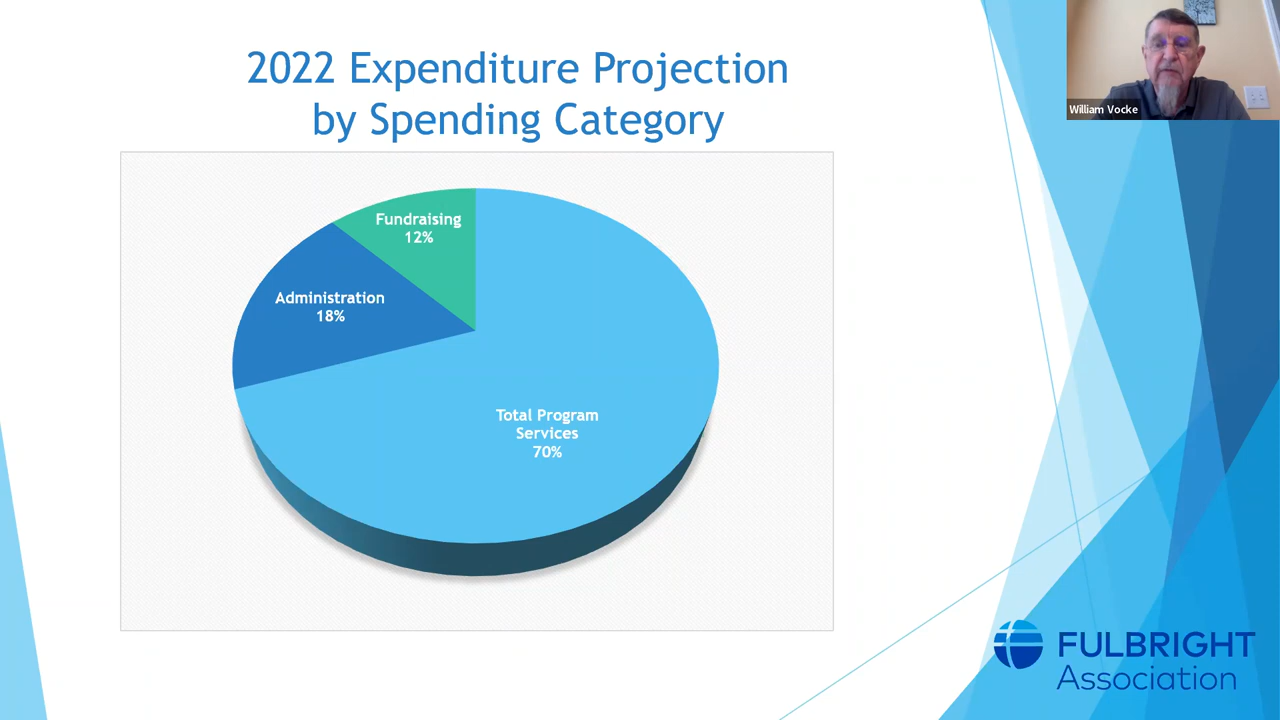 2022 Expenditure Projection
by Spending Category
Fundraising
12%
Administration
18%
Total Program
Services
70%
William Vocke
FULBRIGHT
Association